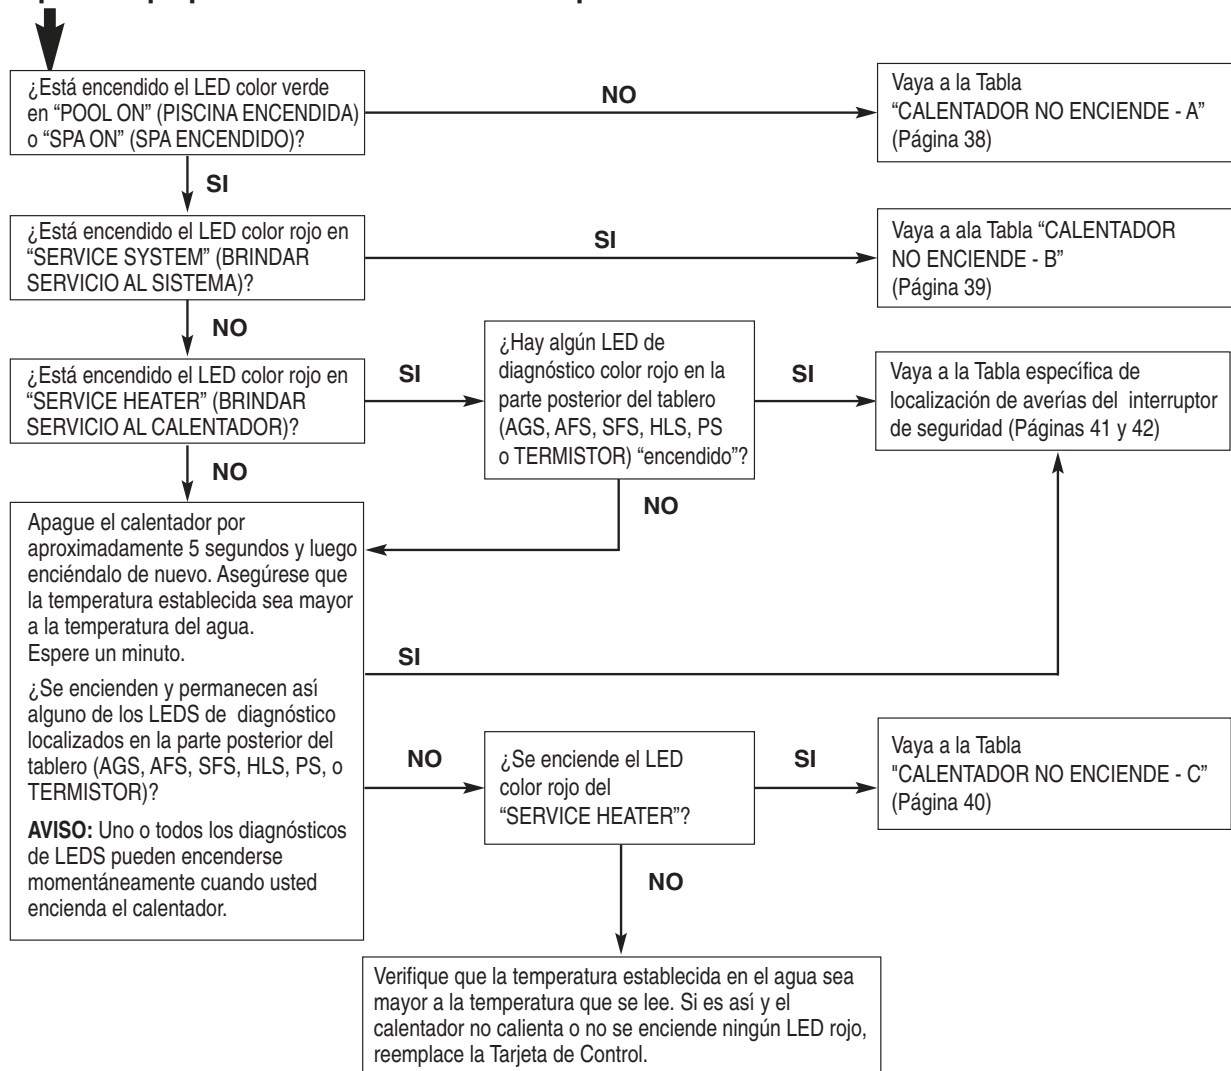 ¿Está encendido el LED color verde
en “POOL ON” (PISCINA ENCENDIDA)
o “SPA ON” (SPA ENCENDIDO)?
NO
Vaya a la Tabla
“CALENTADOR NO ENCIENDE - A”
(Página 38)
SI
¿Está encendido el LED color rojo en
“SERVICE SYSTEM” (BRINDAR
SERVICIO AL SISTEMA)?
SI
Vaya a ala Tabla “CALENTADOR
NO ENCIENDE - B”
(Página 39)
NO
¿Está encendido el LED color rojo en
“SERVICE HEATER” (BRINDAR
SERVICIO AL CALENTADOR)?
SI
¿Hay algún LED de
diagnóstico color rojo en la
parte posterior del tablero
(AGS, AFS, SFS, HLS, PS
o TERMISTOR) “encendido”?
SI
Vaya a la Tabla específica de
localización de averías del interruptor
de seguridad (Páginas 41 y 42)
NO
NO
Apague el calentador por
aproximadamente 5 segundos y luego
enciéndalo de nuevo. Asegúrese que
la temperatura establecida sea mayor
a la temperatura del agua.
Espere un minuto.
¿Se encienden y permanecen así
alguno de los LEDS de diagnóstico
localizados en la parte posterior del
tablero (AGS, AFS, SFS, HLS, PS, o
TERMISTOR)?
AVISO: Uno o todos los diagnósticos
de LEDS pueden encenderse
momentáneamente cuando usted
encienda el calentador.
SI
NO
¿Se enciende el LED
color rojo del
“SERVICE HEATER”?
SI
Vaya a la Tabla
"CALENTADOR NO ENCIENDE - C”
(Página 40)
NO
Verifique que la temperatura establecida en el agua sea
mayor a la temperatura que se lee. Si es así y el
calentador no calienta o no se enciende ningún LED rojo,
reemplace la Tarjeta de Control.